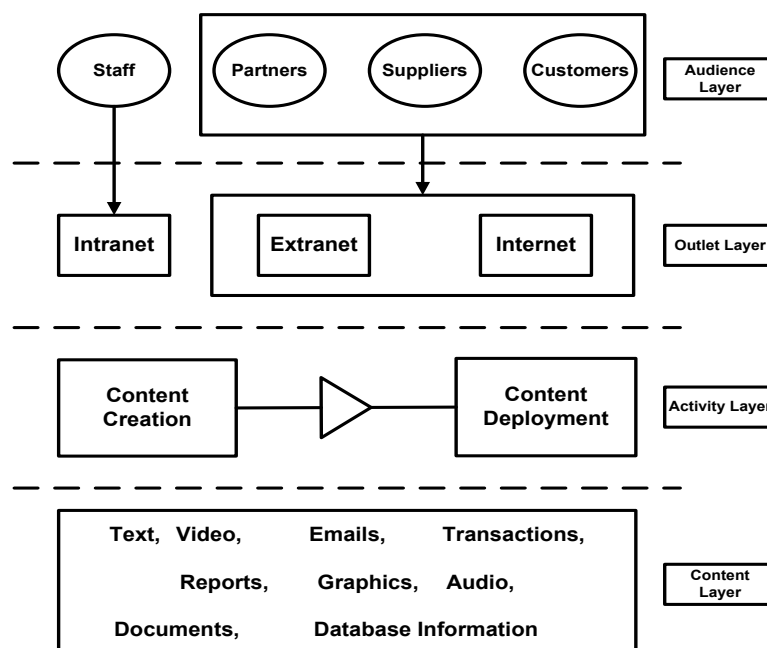 Staff
Partners
Suppliers
Customers
Audience
Layer
Intranet
Extranet
Internet
Outlet Layer
Content
Creation
Content
Deployment
Activity Layer
Text, Video, Emails, Transactions,
Reports, Graphics, Audio,
Documents, Database Information
Content
Layer